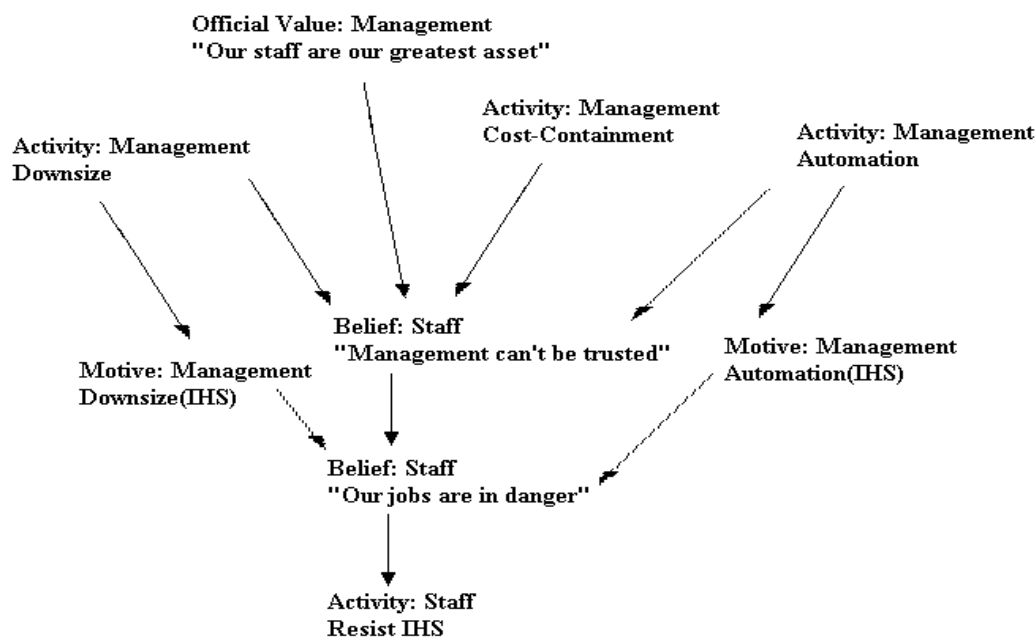 Official Value: Management
"Our staff are our greatest asset"
Activity: Management
Cost-Containment
Activity: Management
Downsize
Activity: Management
Automation
Belief: Staff
"Management can't be trusted"
Motive: Management
Downsize(IHS)
Motive: Management
Automation(IHS)
Belief: Staff
"Our jobs are in danger"
Activity: Staff
Resist IHS